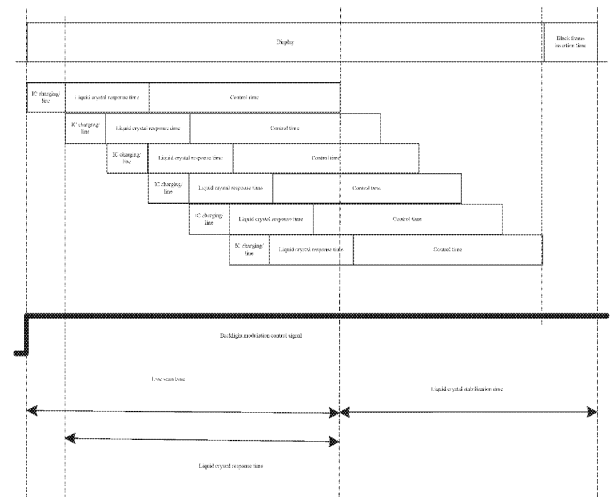 Display
Black frame
insertion time
IC charging/
line
Liquid crystal response time
Control time
IC charging/
line
Liquid crystal response time
Control time
IC charging/
line
Liquid crystal response time
Control time
IC charging/
line
Liquid crystal response time
Control time
IC charging/
line
Liquid crystal response time
Control time
IC charging/
line
Liquid crystal response time
Control time
Backlight modulation control signal
Line scan time
Liquid crystal stabilization time
Liquid crystal response time